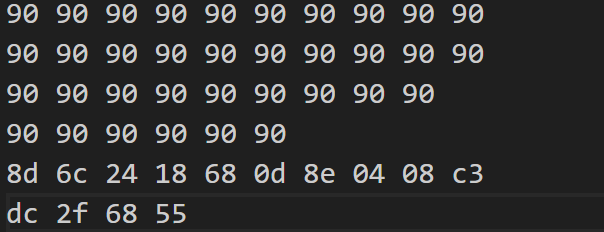 90 90 90 90 90 90 90 90 90 90
90 90 90 90 90 90 90 90 90 90
90 90 90 90 90 90 90 90 90
90 90 90 90 90 90
8d 6c 24 18 68 0d 8e 04 08 c3
dc 2f 68 55